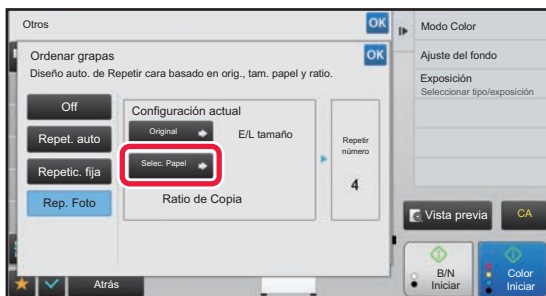 Otros
OK
Ordenar grapas
OK
Diseño auto. de Repetir cara basado en orig., tam. papel y ratio.
Off
Repet. auto
Repetic. fija
Rep. Foto
Configuración actual
Original
E/L tamaño
Selec. Papel
Ratio de Copia
Repetir
número
4
Atrás
Modo Color
Ajuste del fondo
Exposición
Seleccionar tipo/exposición
Vista previa
CA
B/N
Iniciar
Color
Iniciar